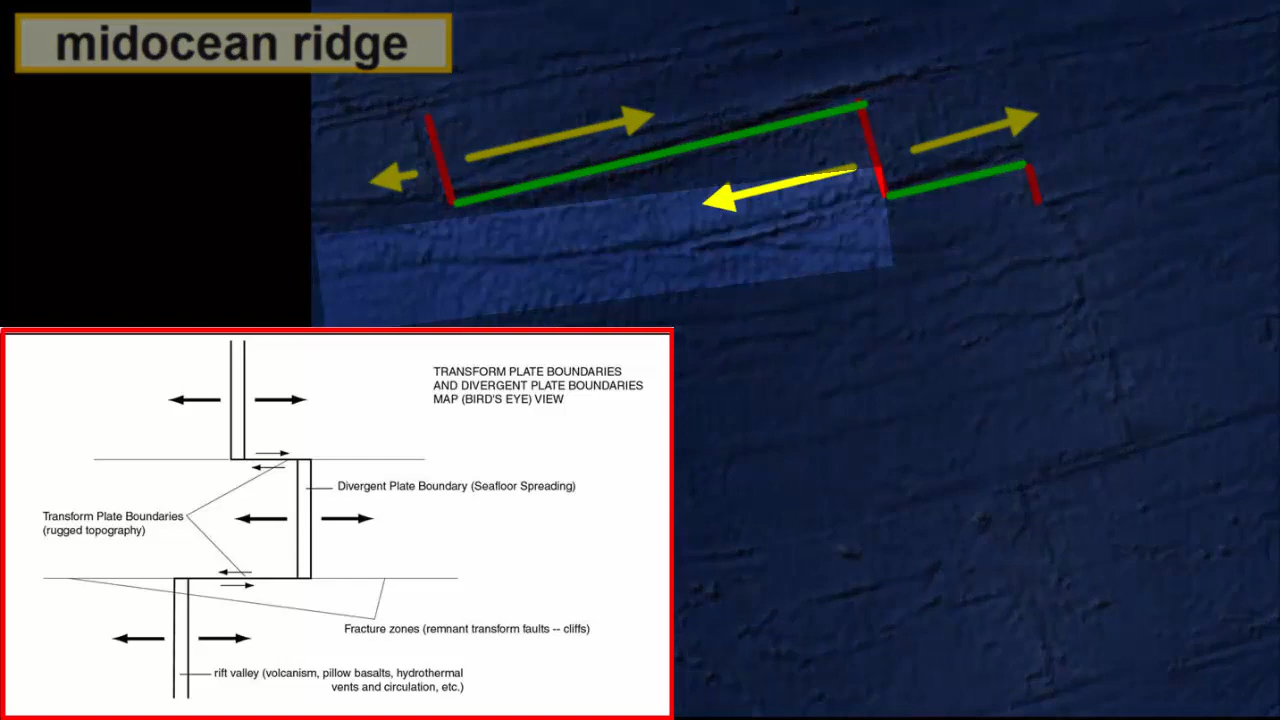 midocean ridge
TRANSFORM PLATE BOUNDARIES
AND DIVERGENT PLATE BOUNDARIES
MAP (BIRD'S EYE) VIEW
Divergent Plate Boundary (Seafloor Spreading)
Transform Plate Boundaries
(rugged topography)
Fracture zones (remnant transform faults -- cliffs)
rift valley (volcanism, pillow basalts, hydrothermal
vents and circulation, etc.)